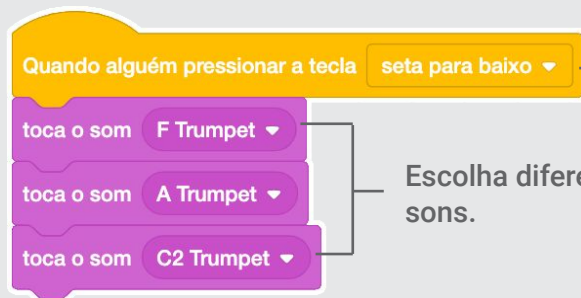 Quando alguém pressionar a tecla seta para baixo
toca o som F Trumpet
toca o som A Trumpet
Escolha
sons.
toca o som C2 Trumpet